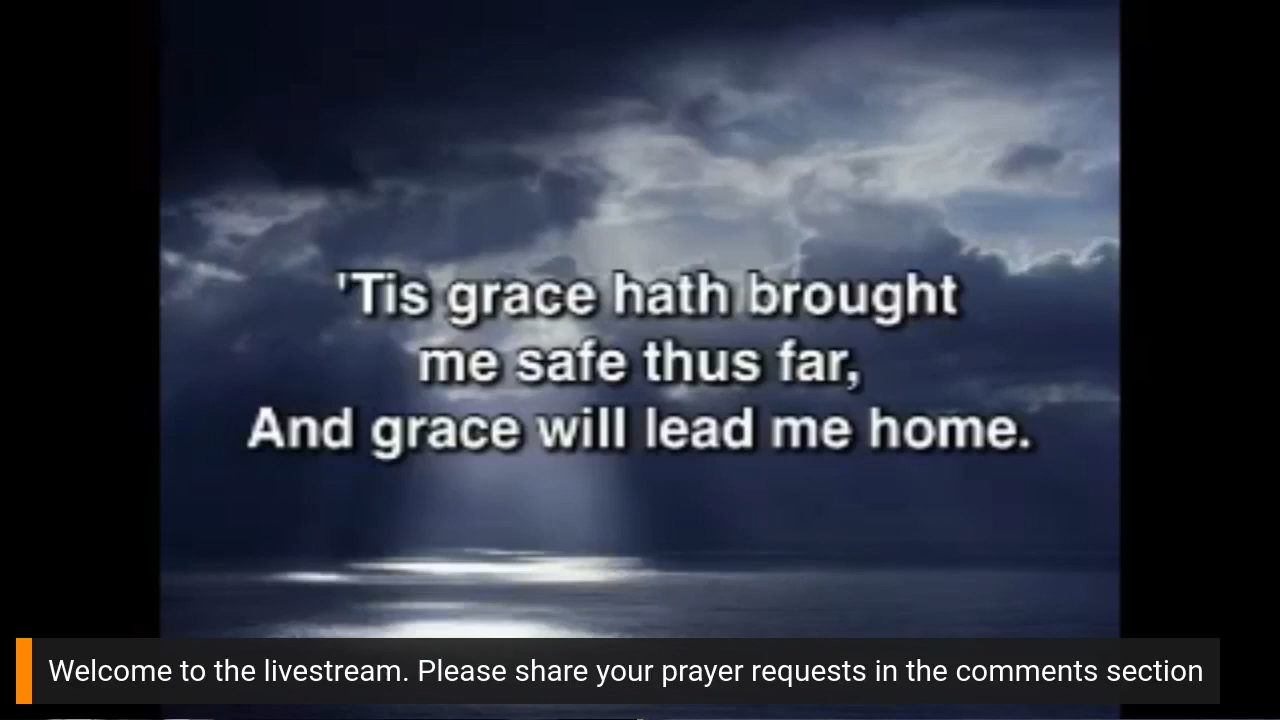 'Tis grace hath brought
me safe thus far,
And grace will lead me home.
Welcome to the livestream. Please share your prayer requests in the comments section